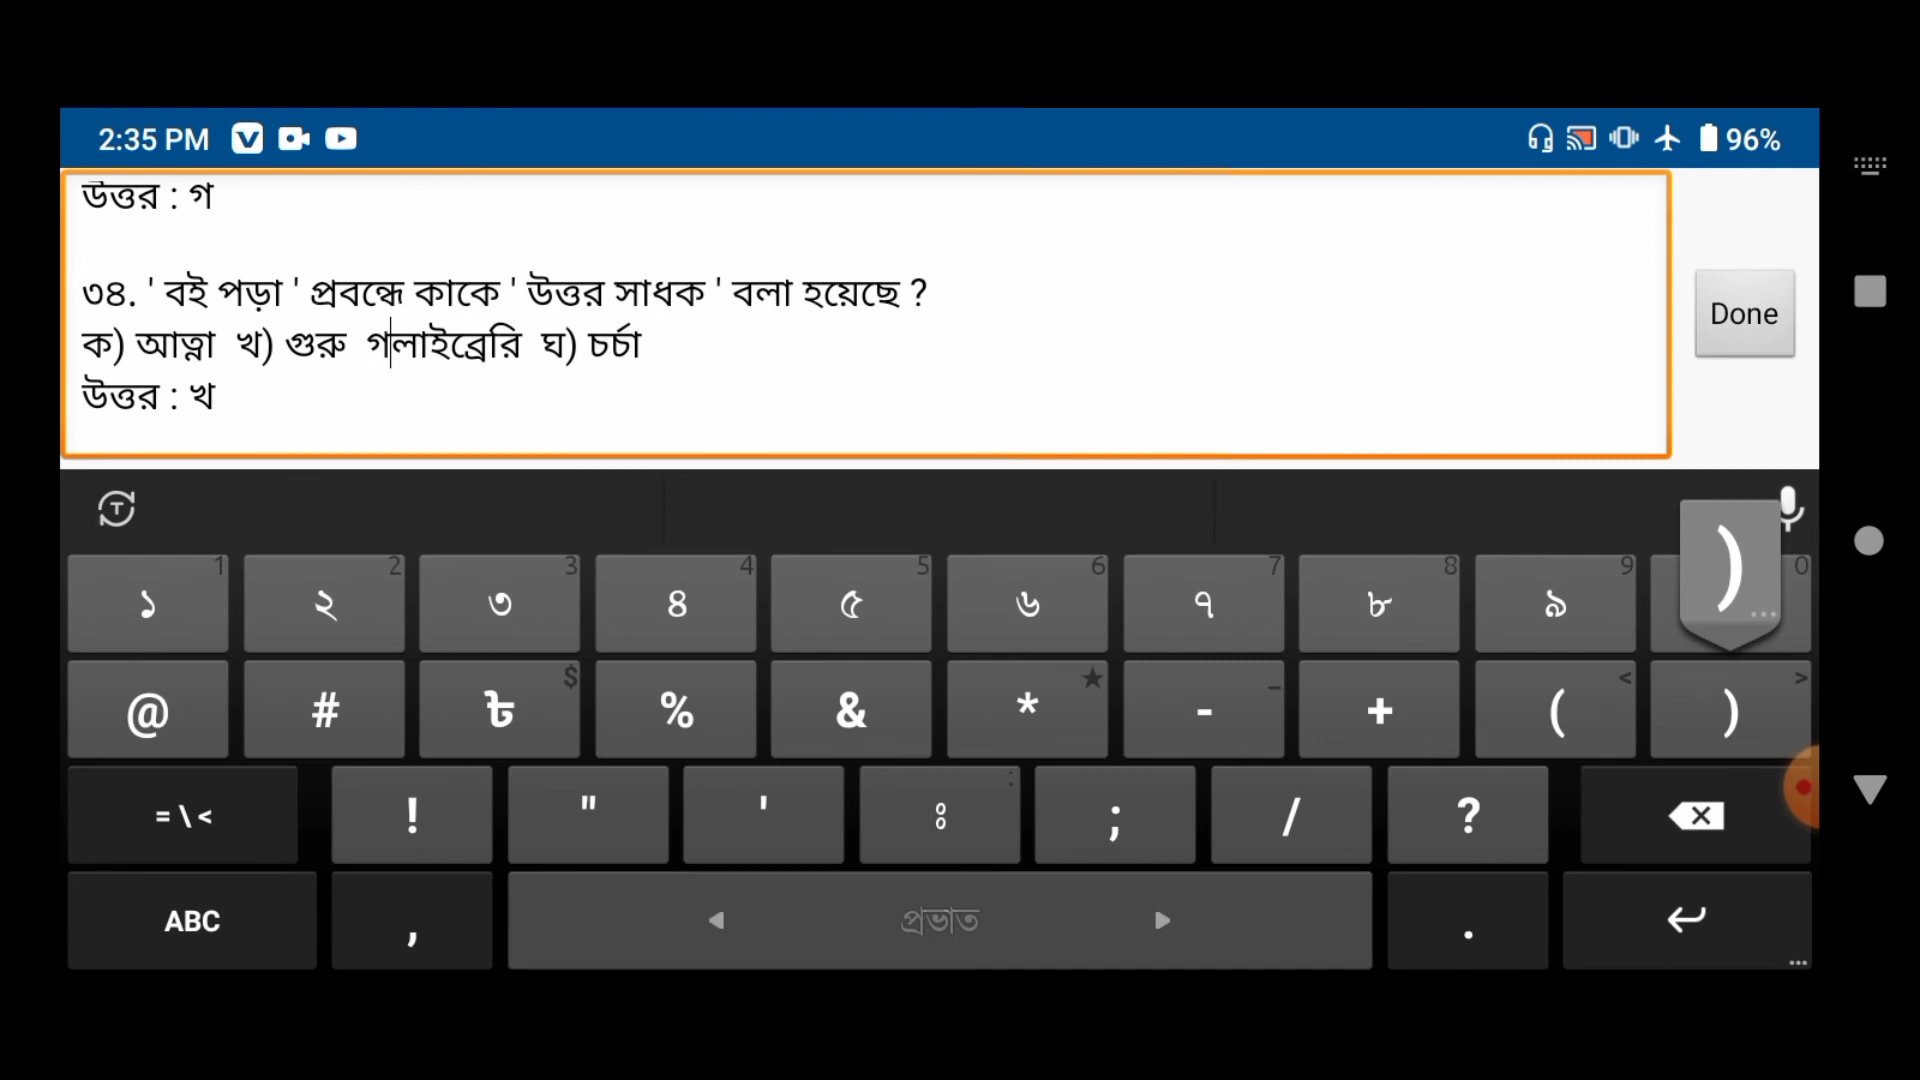 2:35 PM 96%
উত্তর : গ
৩৪. ' বই পড়া ' প্রবন্ধে কাকে ' উত্তর সাধক ' বলা হয়েছে ?
ক) আত্না খ) গুরু গলাইব্রেরি ঘ) চর্চা
উত্তর : খ
Done
)
১ 1 ২ 2 ৩ 3 ৪ 4 ৫ 5 ৬ 6 ৭ 7 ৮ 8 ৯ 9 0
@ # ৳ $ % & * ★ - _ + ( < ) >
= \ < ! " ' ঃ : ; / ?
ABC , প্রভাত .